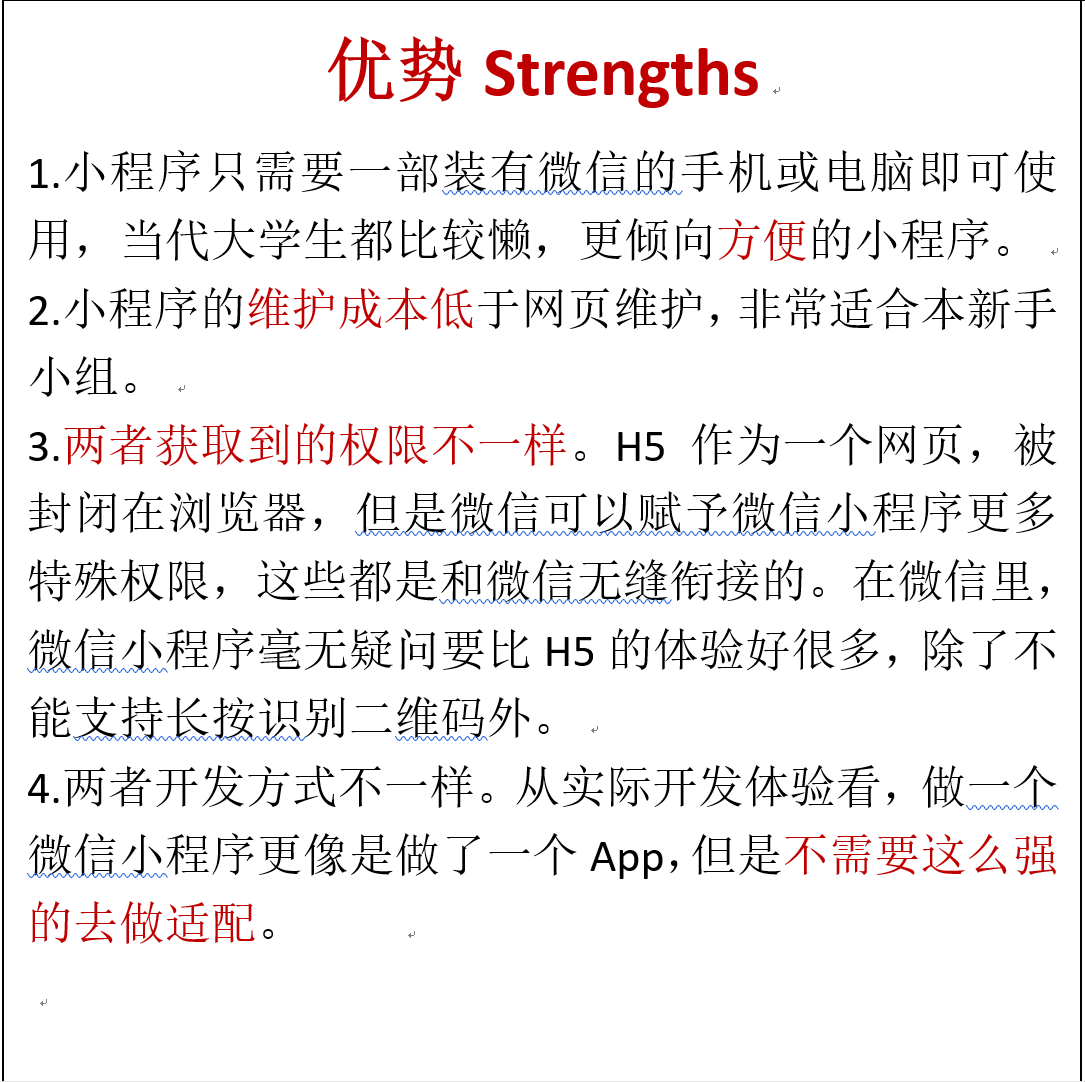 优势 Strengths
1.小程序只需要一部装有微信的手机或电脑即可使
用，当代大学生都比较懒，更倾向方便的小程序。
2.小程序的维护成本低于网页维护，非常适合本新手
小组。
3.两者获取到的权限不一样。H5 作为一个网页，被
封闭在浏览器，但是微信可以赋予微信小程序更多
特殊权限，这些都是和微信无缝衔接的。在微信里，
微信小程序毫无疑问要比 H5 的体验好很多，除了不
能支持长按识别二维码外。
4.两者开发方式不一样。从实际开发体验看，做一个
微信小程序更像是做了一个 App，但是不需要这么强
的去做适配。